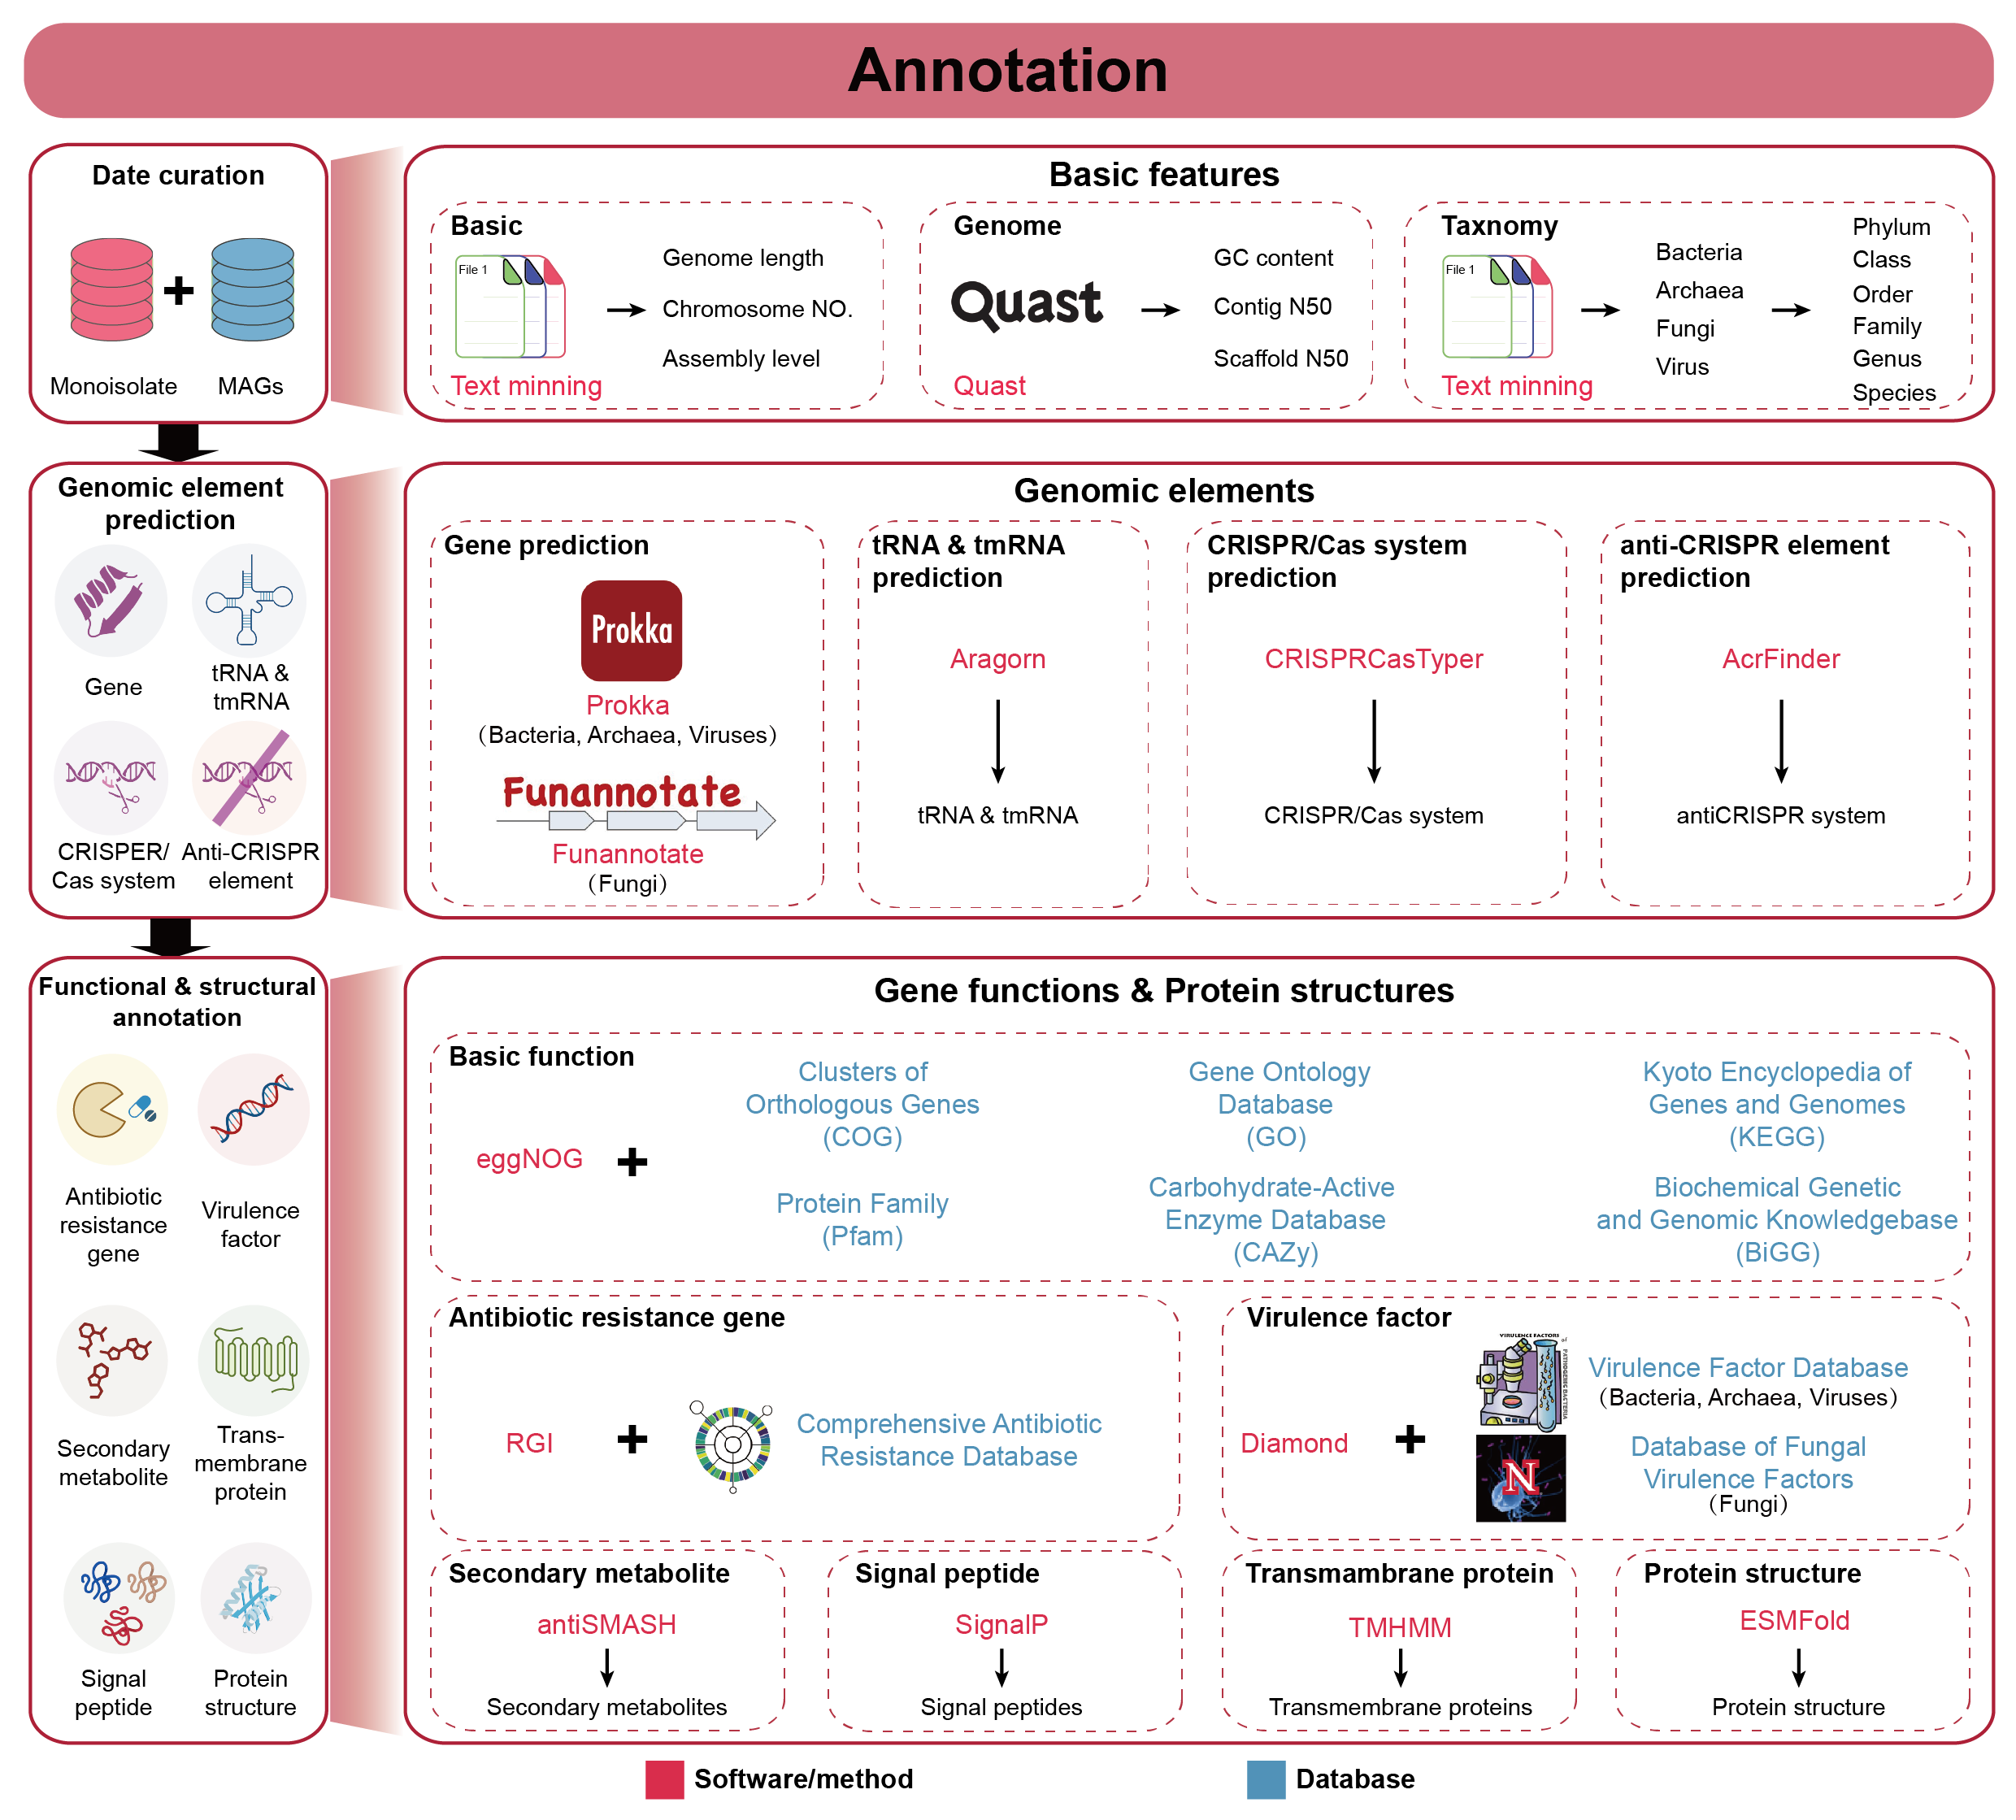 Annotation
Date curation
Monoisolate
MAGs
Basic features
Basic
File 1
Text minning
Genome length
Chromosome NO.
Assembly level
Genome
Quast
Quast
GC content
Contig N50
Scaffold N50
Taxnomy
File 1
Text minning
Bacteria
Archaea
Fungi
Virus
Phylum
Class
Order
Family
Genus
Species
Genomic element
prediction
Gene
tRNA &
tmRNA
CRISPER/
Cas system
Anti-CRISPR
element
Genomic elements
Gene prediction
Prokka
Prokka
(Bacteria, Archaea, Viruses)
Funannotate
Funannotate
(Fungi)
tRNA & tmRNA
prediction
Aragorn
tRNA & tmRNA
CRISPR/Cas system
prediction
CRISPRCasTyper
CRISPR/Cas system
anti-CRISPR element
prediction
AcrFinder
antiCRISPR system
Functional & structural
annotation
Antibiotic
resistance
gene
Virulence
factor
Secondary
metabolite
Trans-
membrane
protein
Signal
peptide
Protein
structure
Gene functions & Protein structures
Basic function
eggNOG
Clusters of
Orthologous Genes
(COG)
Gene Ontology
Database
(GO)
Kyoto Encyclopedia of
Genes and Genomes
(KEGG)
Protein Family
(Pfam)
Carbohydrate-Active
Enzyme Database
(CAZy)
Biochemical Genetic
and Genomic Knowledgebase
(BiGG)
Antibiotic resistance gene
RGI
Comprehensive Antibiotic
Resistance Database
Virulence factor
Diamond
VIRULENCE FACTORS
of
PATHOGENIC BACTERIA
N
Virulence Factor Database
(Bacteria, Archaea, Viruses)
Database of Fungal
Virulence Factors
(Fungi)
Secondary metabolite
antiSMASH
Secondary metabolites
Signal peptide
SignalP
Signal peptides
Transmambrane protein
TMHMM
Transmembrane proteins
Protein structure
ESMFold
Protein structure
Software/method
Database